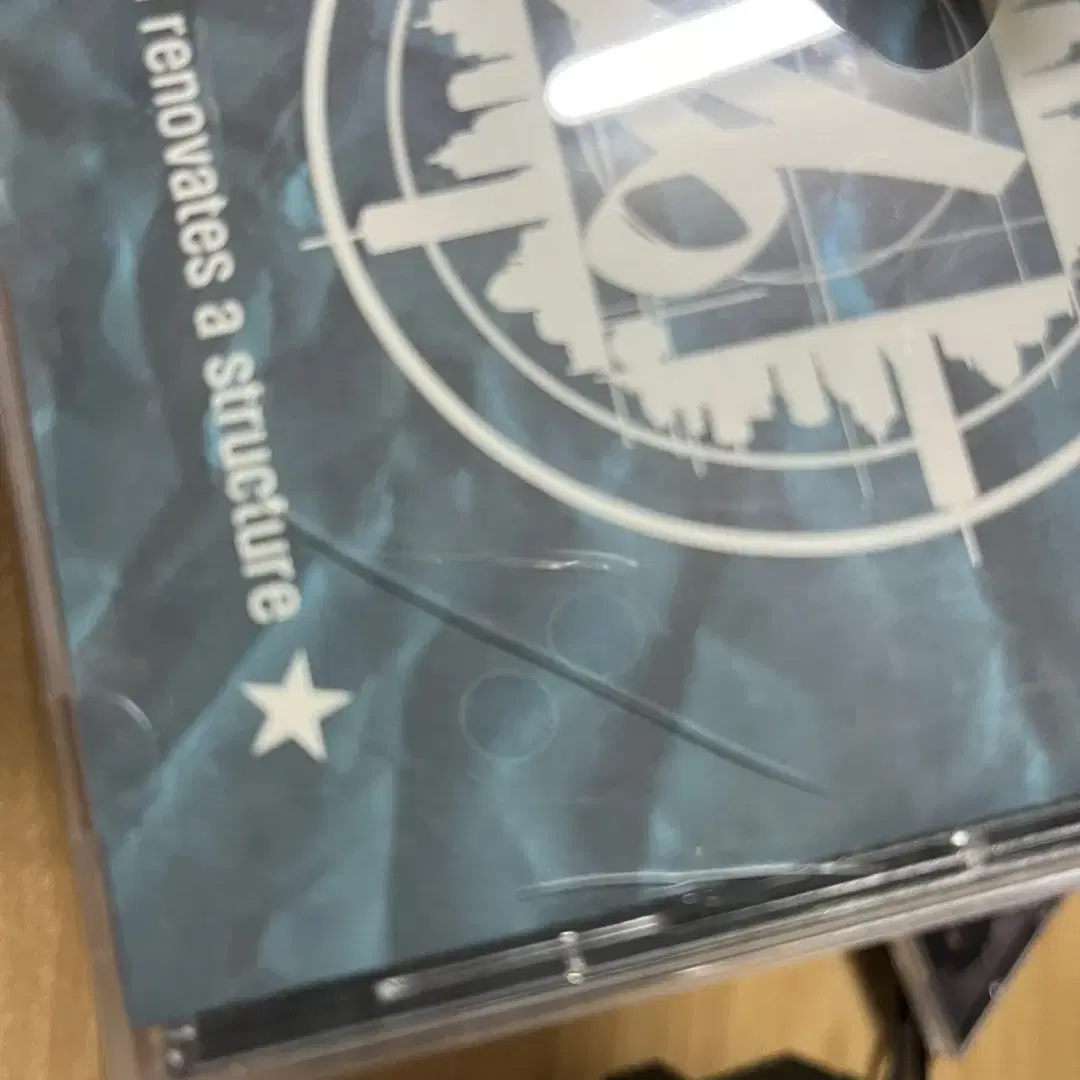 renovates a structure